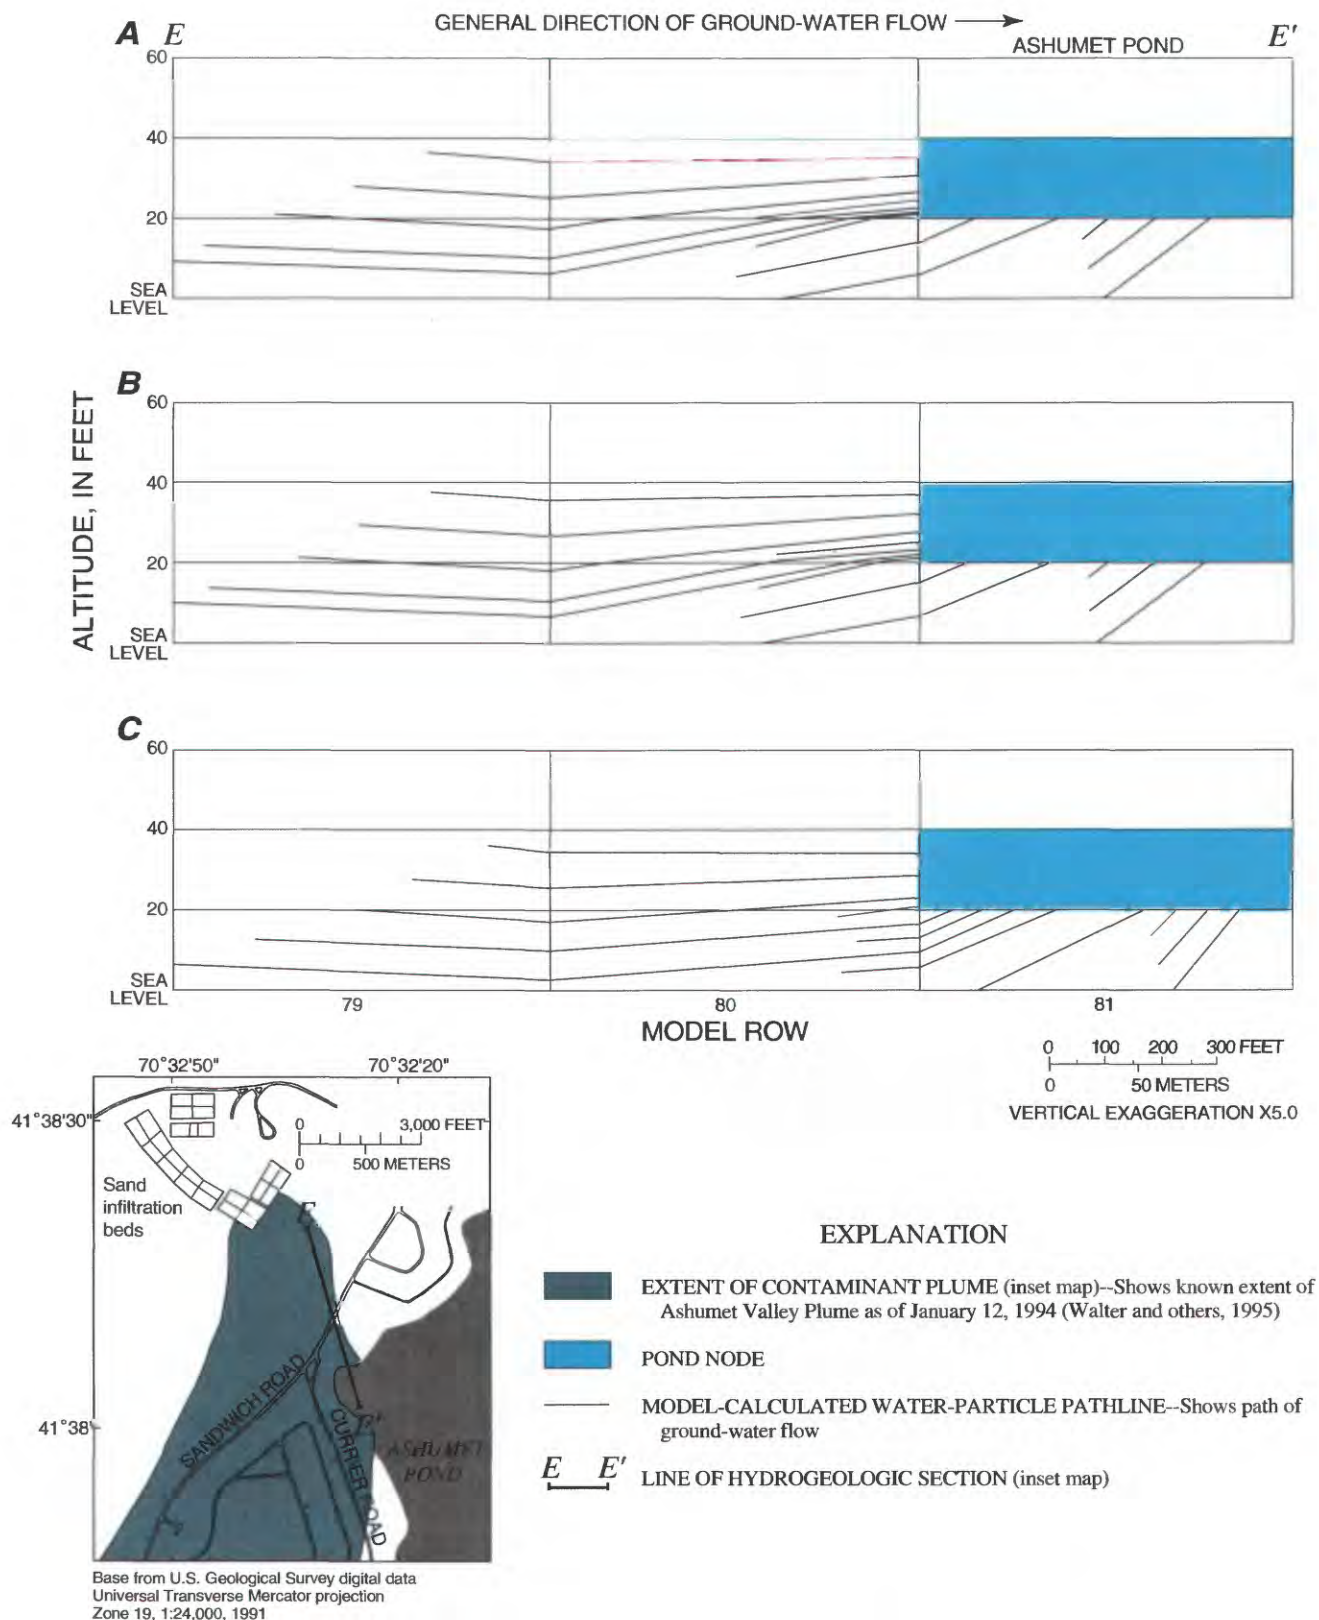 GENERAL DIRECTION OF GROUND-WATER FLOW
A E
ASHUMET POND
E'
60
40
20
SEA
LEVEL
B
60
40
20
SEA
LEVEL
ALTITUDE, IN FEET
C
60
40
20
SEA
LEVEL
79
80
81
MODEL ROW
0 100 200 300 FEET
0 50 METERS
VERTICAL EXAGGERATION X5.0
70°32'50" 70°32'20"
41°38'30"
0 3,000 FEET
0 500 METERS
Sand
infiltration
beds
E
SANDWICH ROAD
CURRIER ROAD
E'
41°38'
ASHUMET
POND
Base from U.S. Geological Survey digital data
Universal Transverse Mercator projection
Zone 19, 1:24,000, 1991
EXPLANATION
EXTENT OF CONTAMINANT PLUME (inset map)--Shows known extent of
Ashumet Valley Plume as of January 12, 1994 (Walter and others, 1995)
POND NODE
MODEL-CALCULATED WATER-PARTICLE PATHLINE--Shows path of
ground-water flow
E E' LINE OF HYDROGEOLOGIC SECTION (inset map)